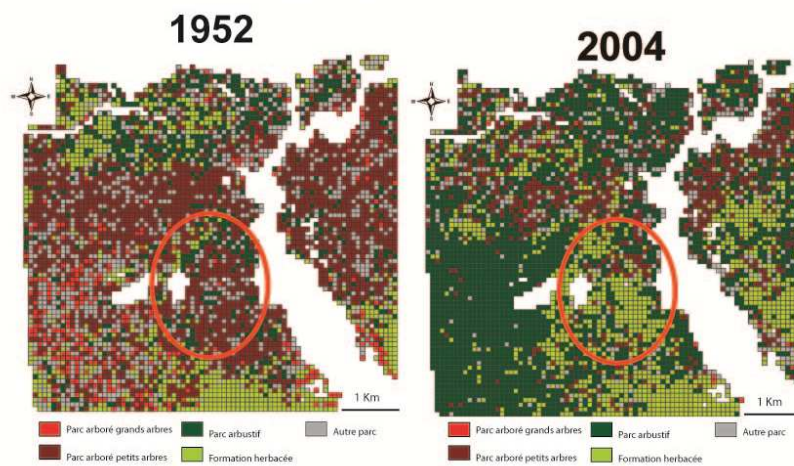 1952
2004
1 Km
1 Km
Parc arboré grands arbres
Parc arbustif
Autre parc
Parc arboré petits arbres
Formation herbacée
Parc arboré grands arbres
Parc arbustif
Autre parc
Parc arboré petits arbres
Formation herbacée